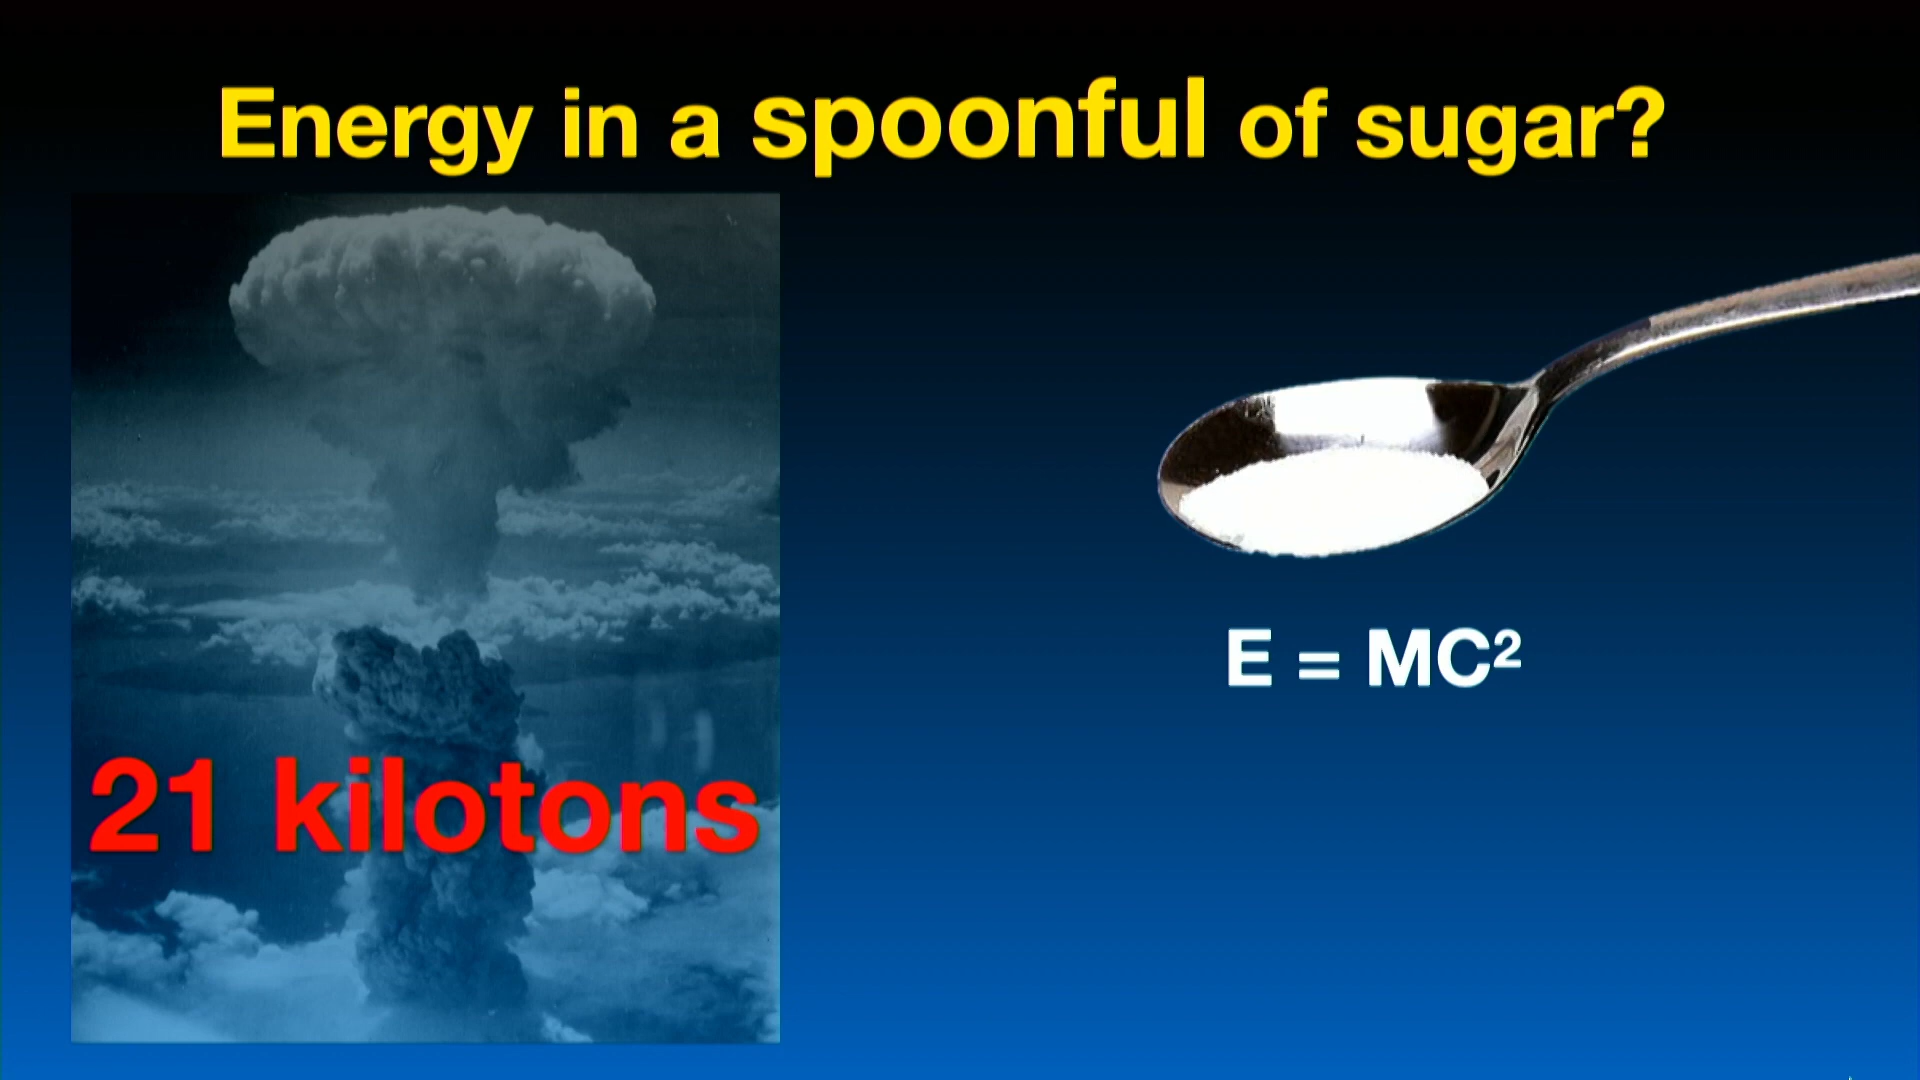 Energy in a spoonful of sugar?
21 kilotons
E = MC²